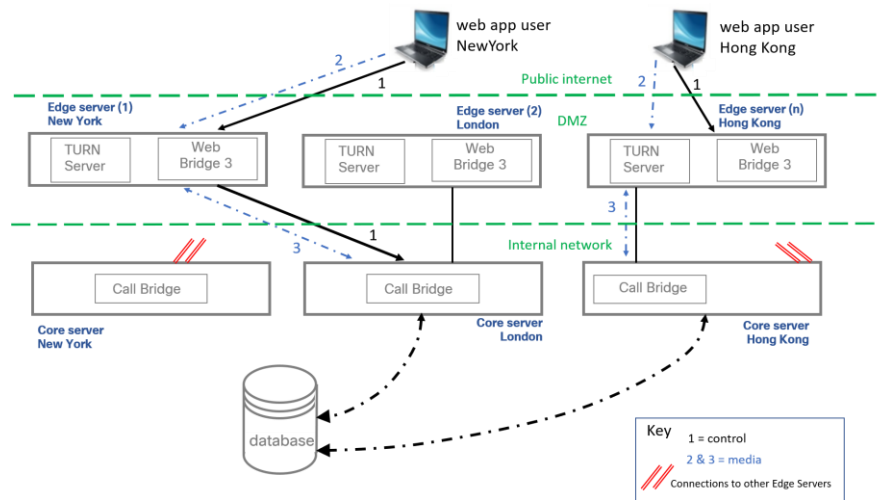 web app user
NewYork
web app user
Hong Kong
2
1
2
1
Public internet
Edge server (1)
New York
Edge server (2)
London
DMZ
Edge server (n)
Hong Kong
TURN
Server
Web
Bridge 3
TURN
Server
Web
Bridge 3
TURN
Server
Web
Bridge 3
3
1
3
Internal network
Call Bridge
Call Bridge
Call Bridge
Core server
New York
Core server
London
Core server
Hong Kong
database
Key
1 = control
2 & 3 = media
Connections to other Edge Servers